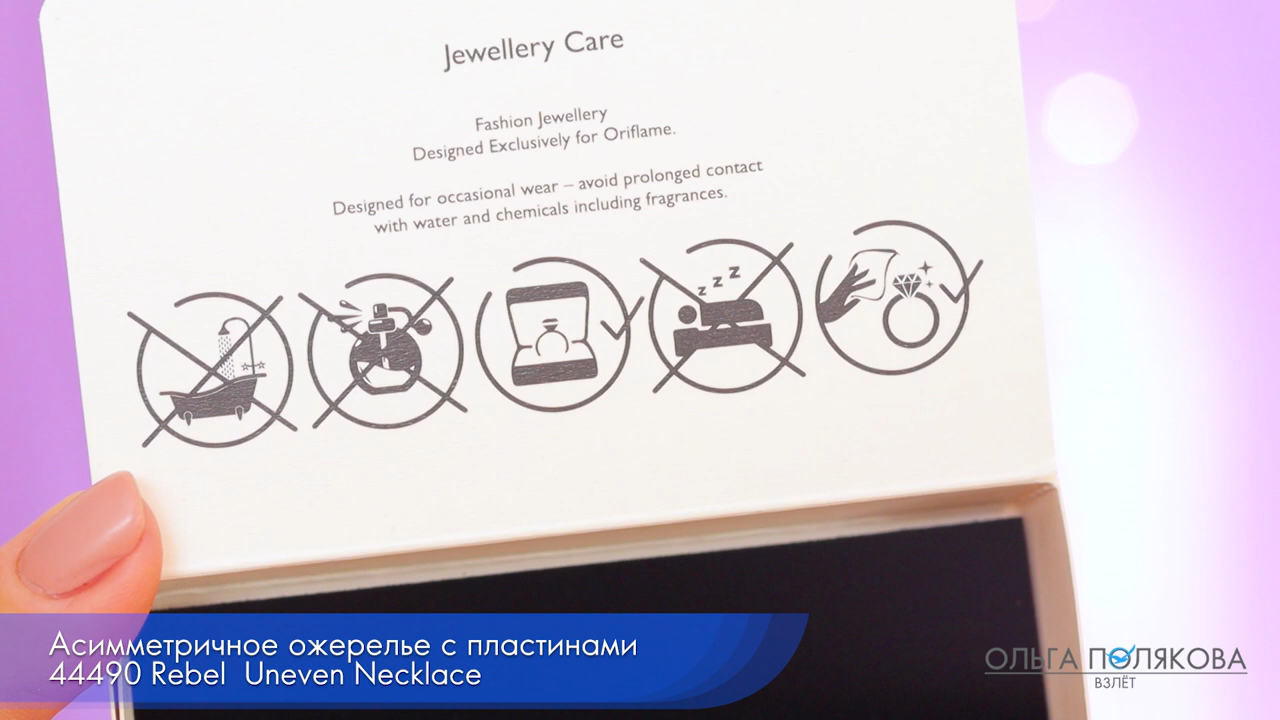 Jewellery Care
Fashion Jewellery
Designed Exclusively for Oriflame.
Designed for occasional wear – avoid prolonged contact
with water and chemicals including fragrances.
z z z
Асимметричное ожерелье с пластинами
44490 Rebel Uneven Necklace
ОЛЬГА ПОЛЯКОВА
ВЗЛЁТ